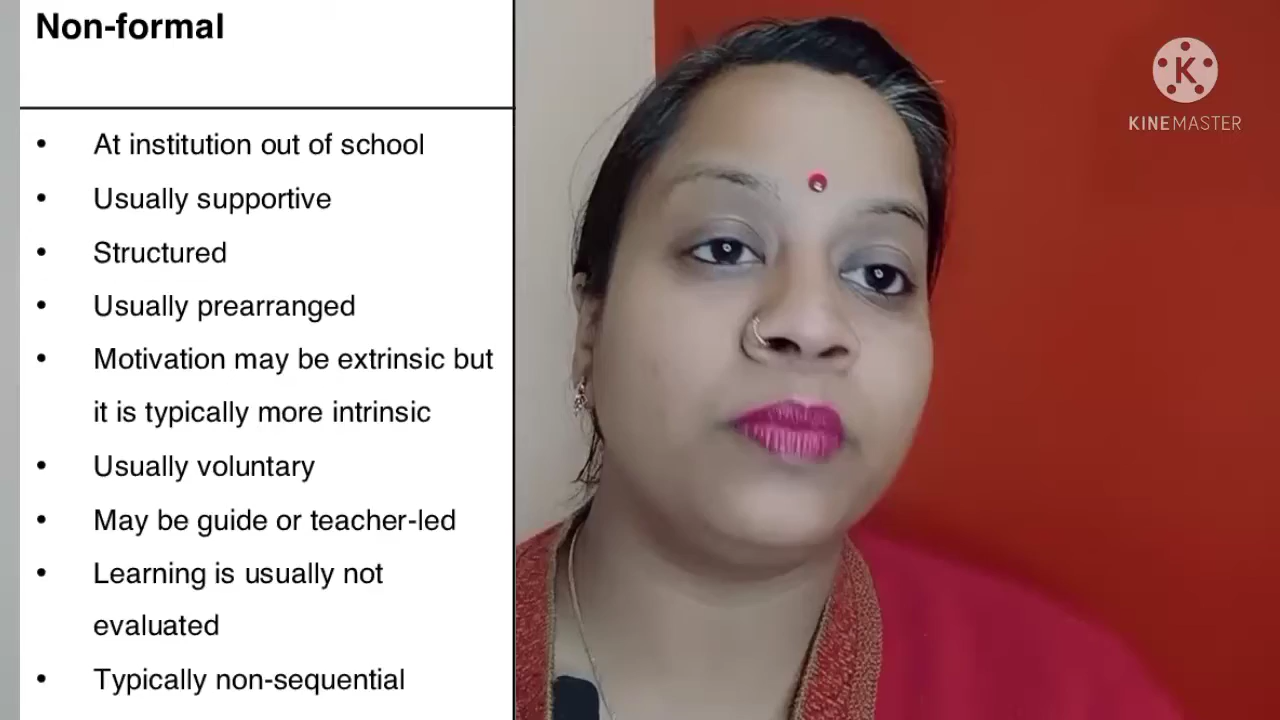 Non-formal
• At institution out of school
• Usually supportive
• Structured
• Usually prearranged
• Motivation may be extrinsic but
it is typically more intrinsic
• Usually voluntary
• May be guide or teacher-led
• Learning is usually not
evaluated
• Typically non-sequential
K
KINEMASTER